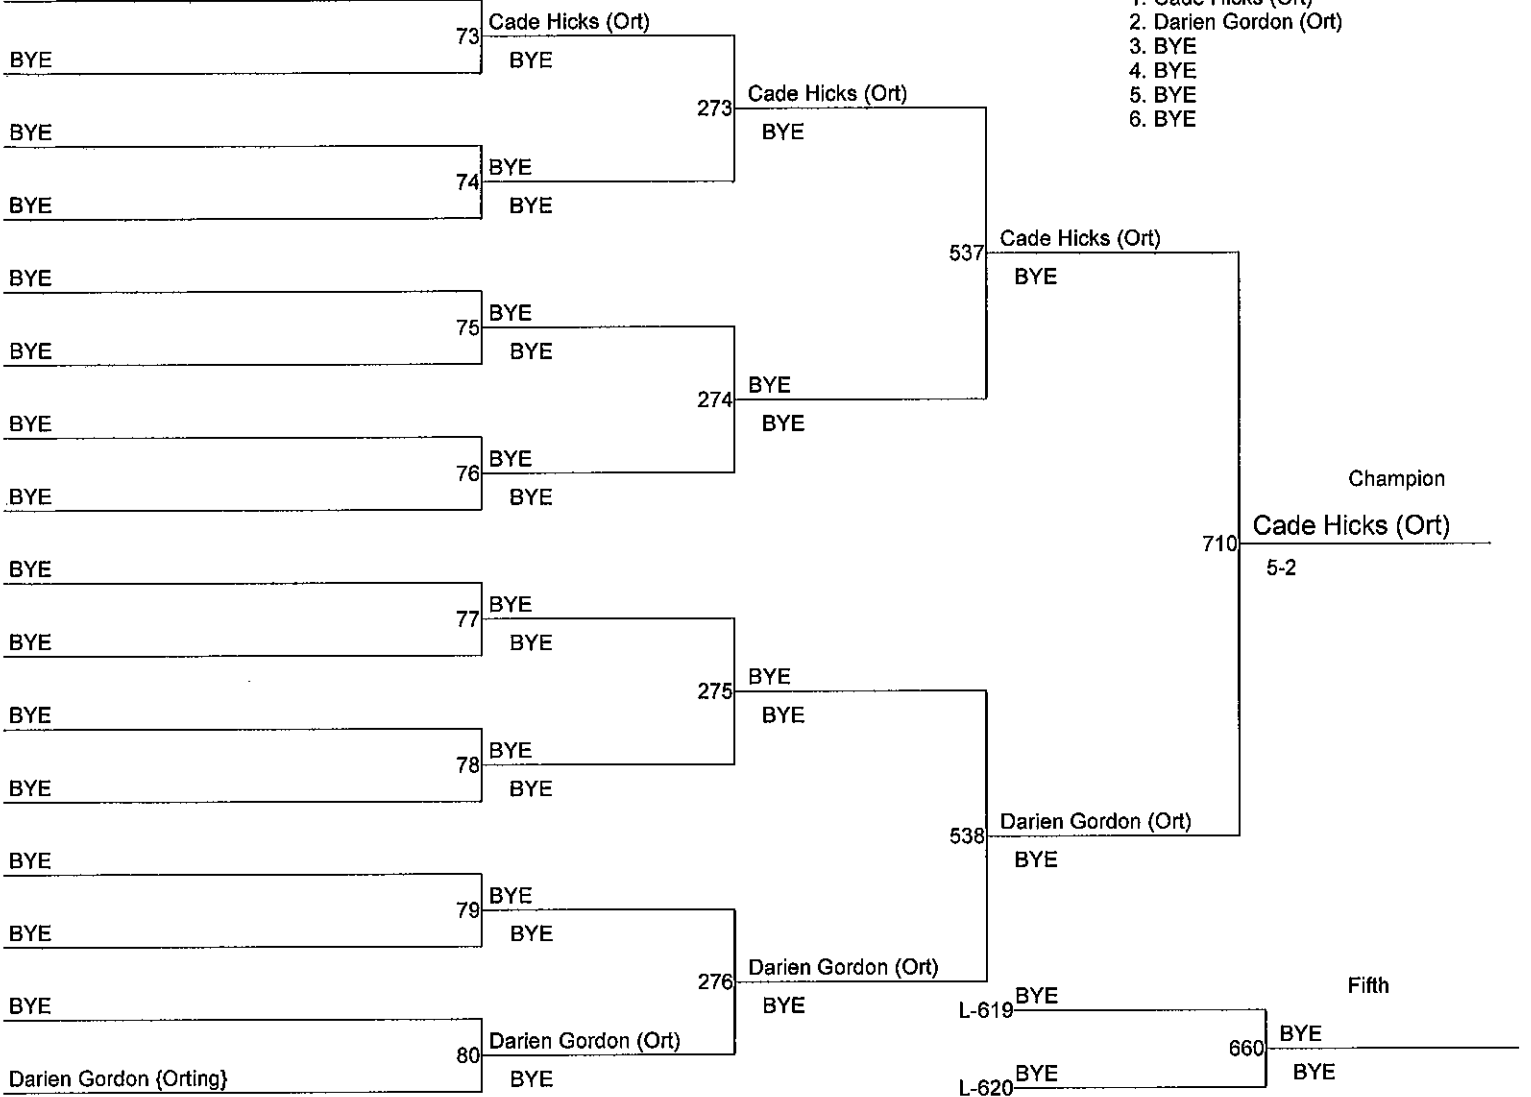 1. Cade Hicks (Ort)
2. Darien Gordon (Ort)
3. BYE
4. BYE
5. BYE
6. BYE
73 Cade Hicks (Ort)
BYE
BYE
273 Cade Hicks (Ort)
BYE
BYE
74 BYE
BYE
BYE
537 Cade Hicks (Ort)
BYE
BYE
75 BYE
BYE
BYE
274 BYE
BYE
BYE
76 BYE
BYE
BYE
Champion
710 Cade Hicks (Ort)
5-2
BYE
77 BYE
BYE
BYE
275 BYE
BYE
BYE
78 BYE
BYE
BYE
538 Darien Gordon (Ort)
BYE
BYE
79 BYE
BYE
BYE
276 Darien Gordon (Ort)
BYE
BYE
80 Darien Gordon (Ort)
BYE
Darien Gordon {Orting}
Fifth
L-619 BYE
660 BYE
BYE
L-620 BYE